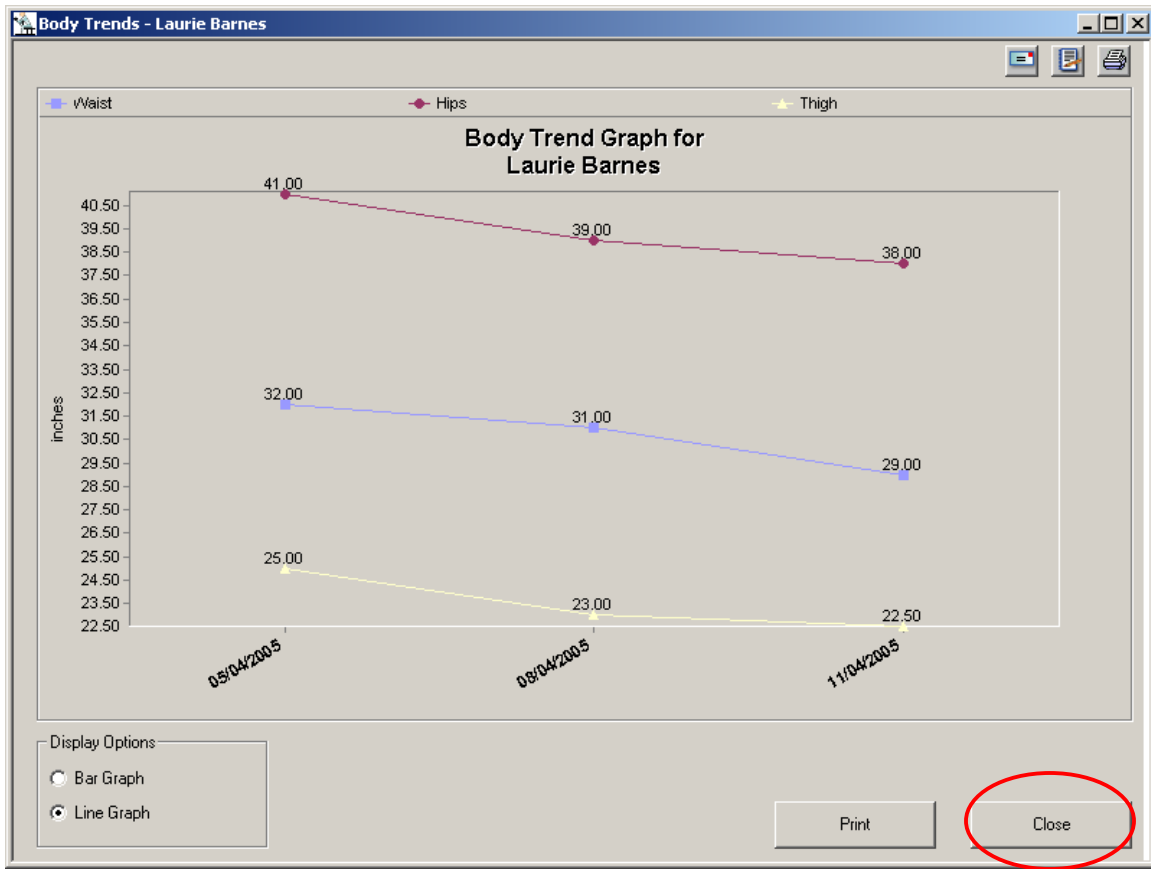 Body Trends - Laurie Barnes
Waist
Hips
Thigh
Body Trend Graph for
Laurie Barnes
inches
40.50
39.50
38.50
37.50
36.50
35.50
34.50
33.50
32.50
31.50
30.50
29.50
28.50
27.50
26.50
25.50
24.50
23.50
22.50
41.00
39.00
38.00
32.00
31.00
29.00
25.00
23.00
22.50
05/04/2005
08/04/2005
11/04/2005
Display Options
Bar Graph
Line Graph
Print
Close